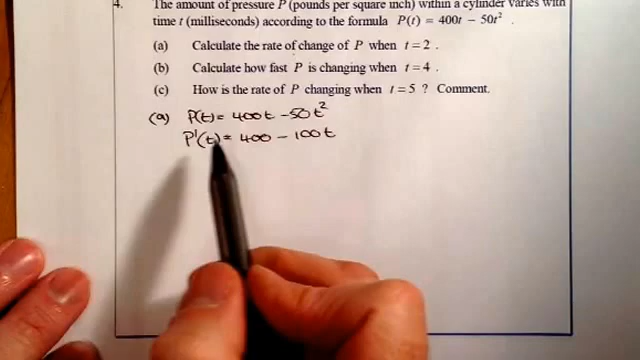 4. The amount of pressure P (pounds per square inch) within a cylinder varies with
time t (milliseconds) according to the formula P(t) = 400t − 50t² .
(a) Calculate the rate of change of P when t = 2 .
(b) Calculate how fast P is changing when t = 4 .
(c) How is the rate of P changing when t = 5 ? Comment.
(a) P(t) = 400t − 50t²
P'(t) = 400 − 100t